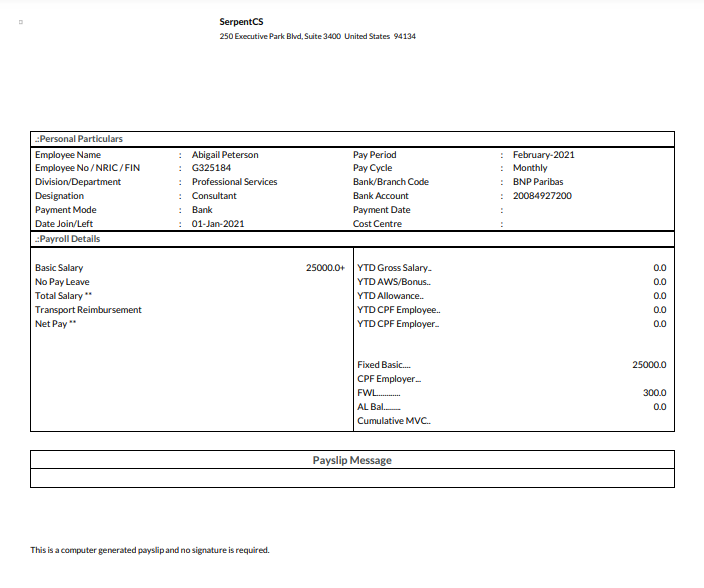 SerpentCS
250 Executive Park Blvd, Suite 3400 United States 94134
.:Personal Particulars
Employee Name : Abigail Peterson Pay Period : February-2021
Employee No / NRIC / FIN : G325184 Pay Cycle : Monthly
Division/Department : Professional Services Bank/Branch Code : BNP Paribas
Designation : Consultant Bank Account : 20084927200
Payment Mode : Bank Payment Date :
Date Join/Left : 01-Jan-2021 Cost Centre :
.:Payroll Details
Basic Salary 25000.0+ YTD Gross Salary.. 0.0
No Pay Leave YTD AWS/Bonus.. 0.0
Total Salary ** YTD Allowance.. 0.0
Transport Reimbursement YTD CPF Employee.. 0.0
Net Pay ** YTD CPF Employer.. 0.0
Fixed Basic.... 25000.0
CPF Employer...
FWL............ 300.0
AL Bal........ 0.0
Cumulative MVC..
Payslip Message
This is a computer generated payslip and no signature is required.